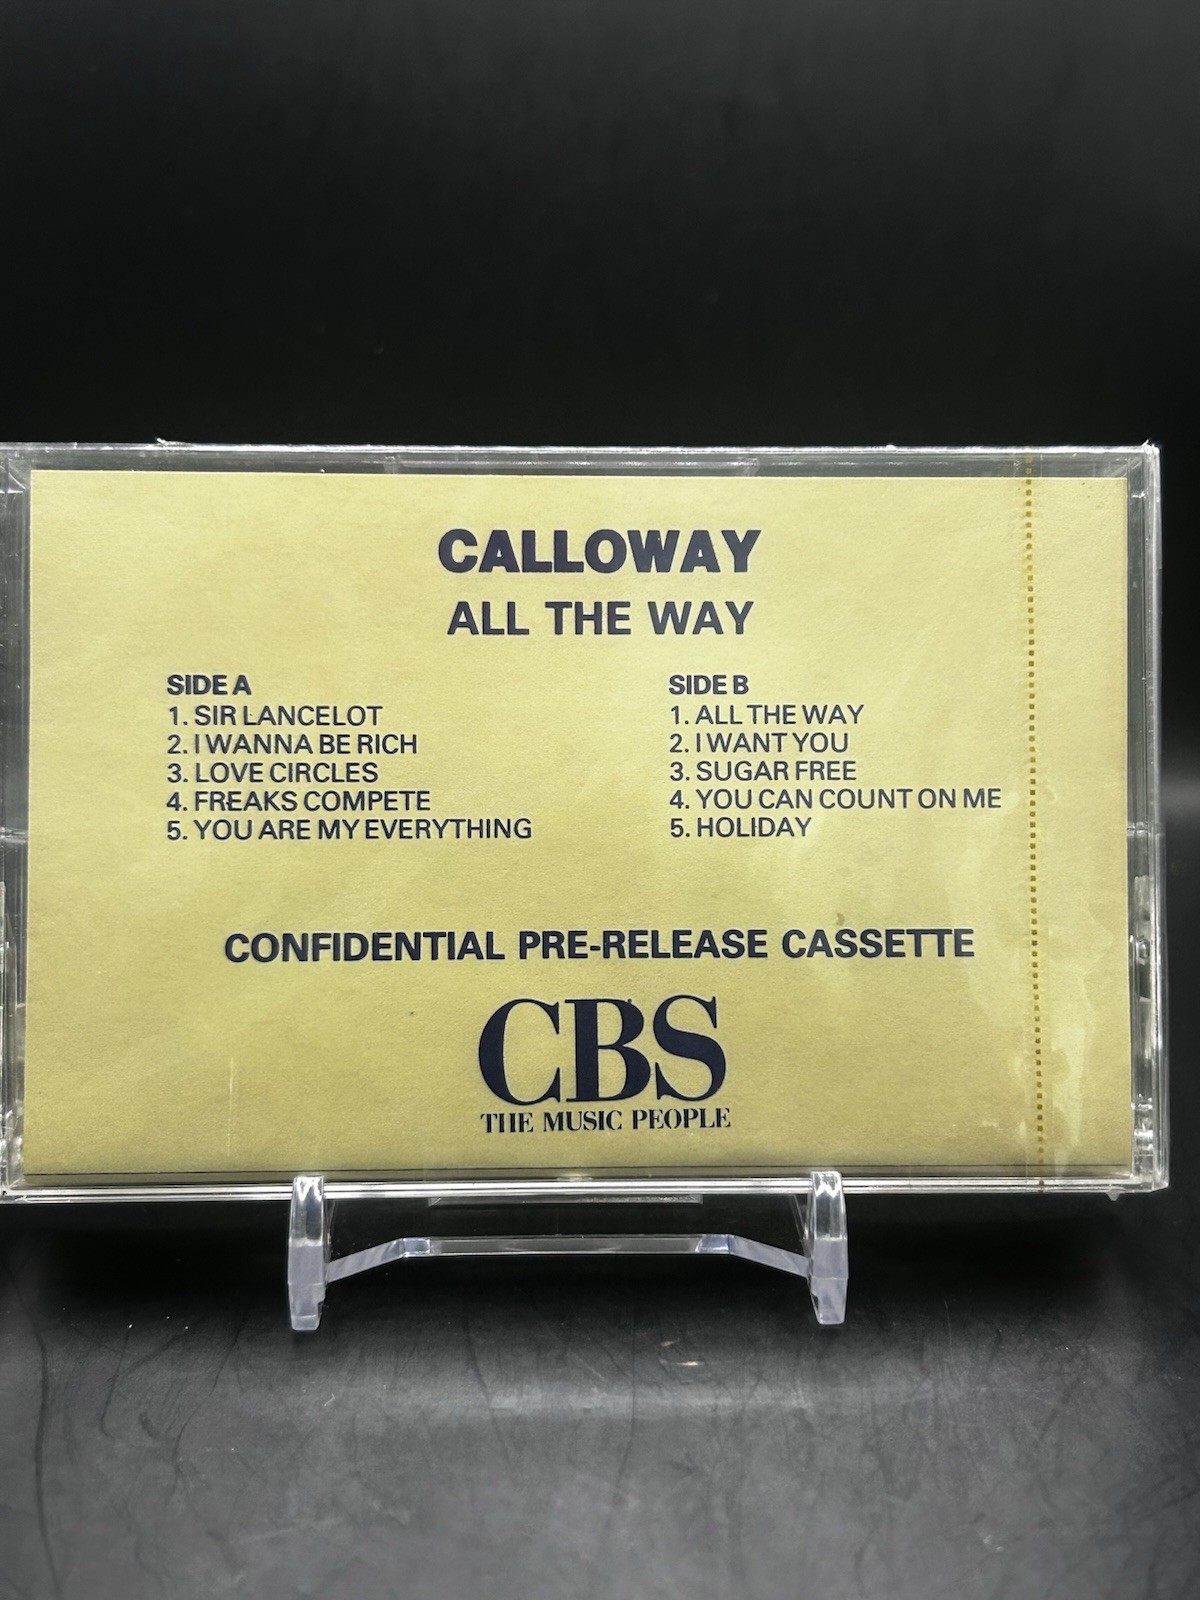 CALLOWAY
ALL THE WAY
SIDE A
1. SIR LANCELOT
2. I WANNA BE RICH
3. LOVE CIRCLES
4. FREAKS COMPETE
5. YOU ARE MY EVERYTHING
SIDE B
1. ALL THE WAY
2. I WANT YOU
3. SUGAR FREE
4. YOU CAN COUNT ON ME
5. HOLIDAY
CONFIDENTIAL PRE-RELEASE CASSETTE
CBS
THE MUSIC PEOPLE